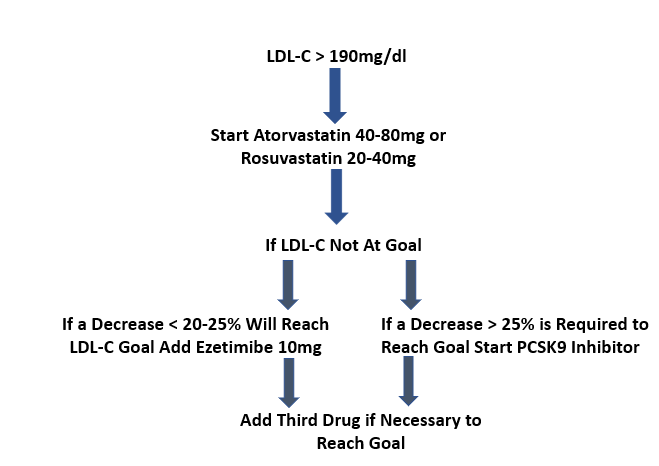 LDL-C > 190mg/dl
Start Atorvastatin 40-80mg or
Rosuvastatin 20-40mg
If LDL-C Not At Goal
If a Decrease < 20-25% Will Reach
LDL-C Goal Add Ezetimibe 10mg
If a Decrease > 25% is Required to
Reach Goal Start PCSK9 Inhibitor
Add Third Drug if Necessary to
Reach Goal